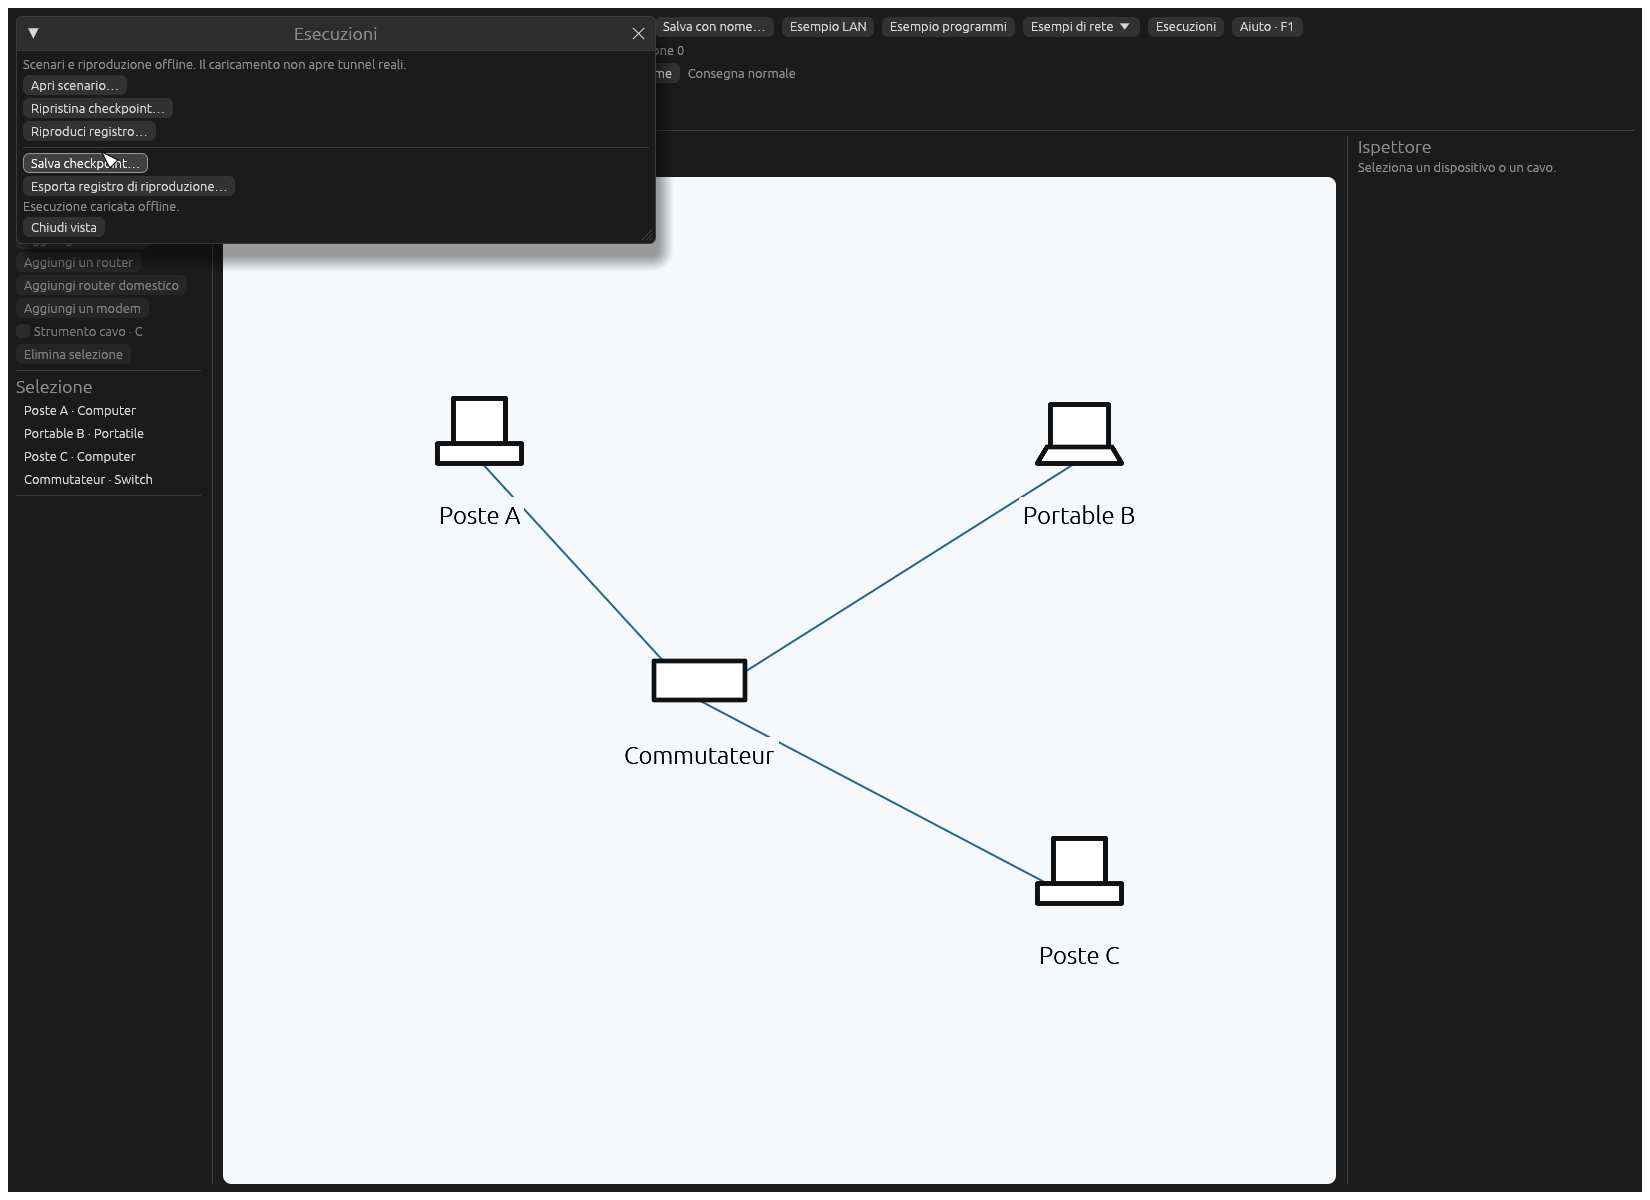 Esecuzioni
Scenari e riproduzione offline. Il caricamento non apre tunnel reali.
Apri scenario…
Ripristina checkpoint…
Riproduci registro…
Salva checkpoint…
Esporta registro di riproduzione…
Esecuzione caricata offline.
Chiudi vista
Salva con nome… Esempio LAN Esempio programmi Esempi di rete Esecuzioni Aiuto · F1
0
Consegna normale
Aggiungi un router
Aggiungi router domestico
Aggiungi un modem
Strumento cavo · C
Elimina selezione
Selezione
Poste A · Computer
Portable B · Portatile
Poste C · Computer
Commutateur · Switch
Poste A
Portable B
Commutateur
Poste C
Ispettore
Seleziona un dispositivo o un cavo.